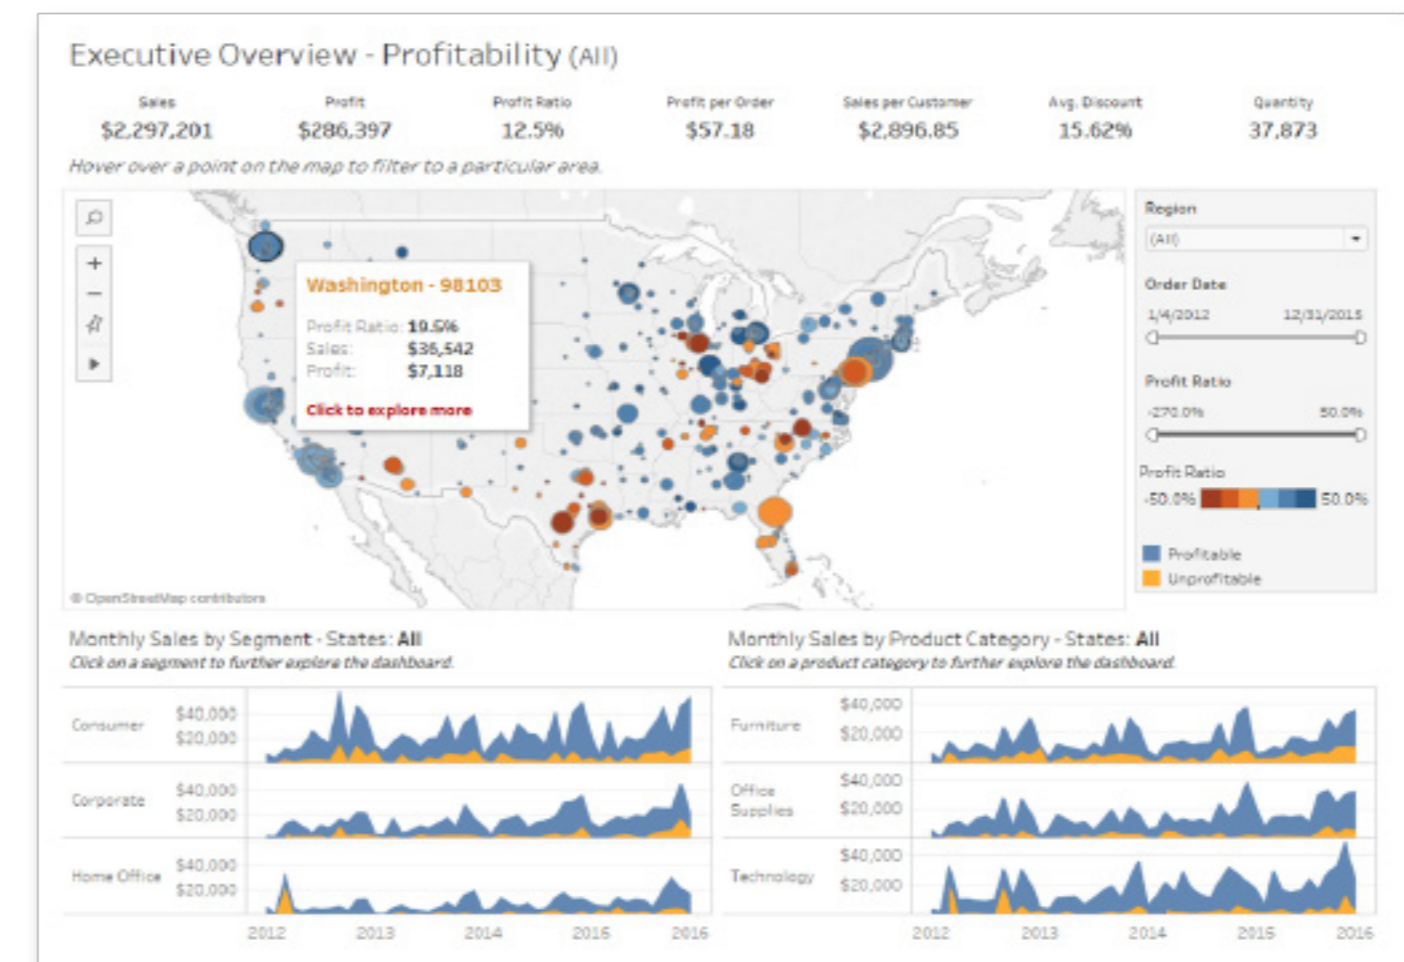 Executive Overview - Profitability (All)
Sales Profit Profit Ratio Profit per Order Sales per Customer Avg. Discount Quantity
$2,297,201 $286,397 12.5% $57.18 $2,896.85 15.62% 37,873
Hover over a point on the map to filter to a particular area.
Washington - 98103
Profit Ratio: 19.5%
Sales: $36,542
Profit: $7,118
Click to explore more
© OpenStreetMap contributors
Region
(All)
Order Date
1/4/2012 12/31/2015
Profit Ratio
-270.0% 50.0%
Profit Ratio
-50.0% 50.0%
Profitable
Unprofitable
Monthly Sales by Segment - States: All
Click on a segment to further explore the dashboard.
Consumer
$40,000
$20,000
Corporate
$40,000
$20,000
Home Office
$40,000
$20,000
2012 2013 2014 2015 2016
Monthly Sales by Product Category - States: All
Click on a product category to further explore the dashboard.
Furniture
$40,000
$20,000
Office
Supplies
$40,000
$20,000
Technology
$40,000
$20,000
2012 2013 2014 2015 2016